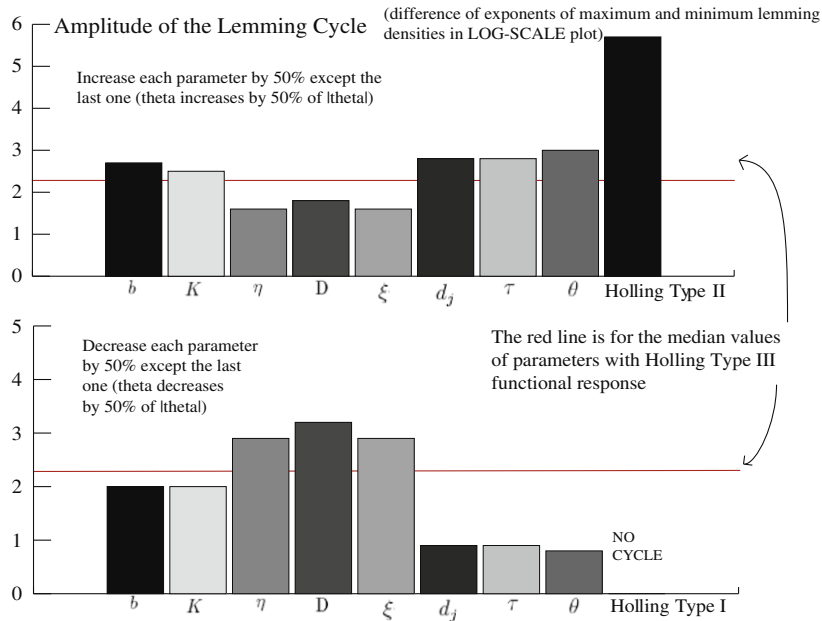 Amplitude of the Lemming Cycle
(difference of exponents of maximum and minimum lemming
densities in LOG-SCALE plot)
Increase each parameter by 50% except the
last one (theta increases by 50% of |theta|)
6
5
4
3
2
1
0
b K η D ξ d_j τ θ Holling Type II
The red line is for the median values
of parameters with Holling Type III
functional response
Decrease each parameter
by 50% except the last
one (theta decreases
by 50% of |theta|)
5
4
3
2
1
0
NO
CYCLE
b K η D ξ d_j τ θ Holling Type I